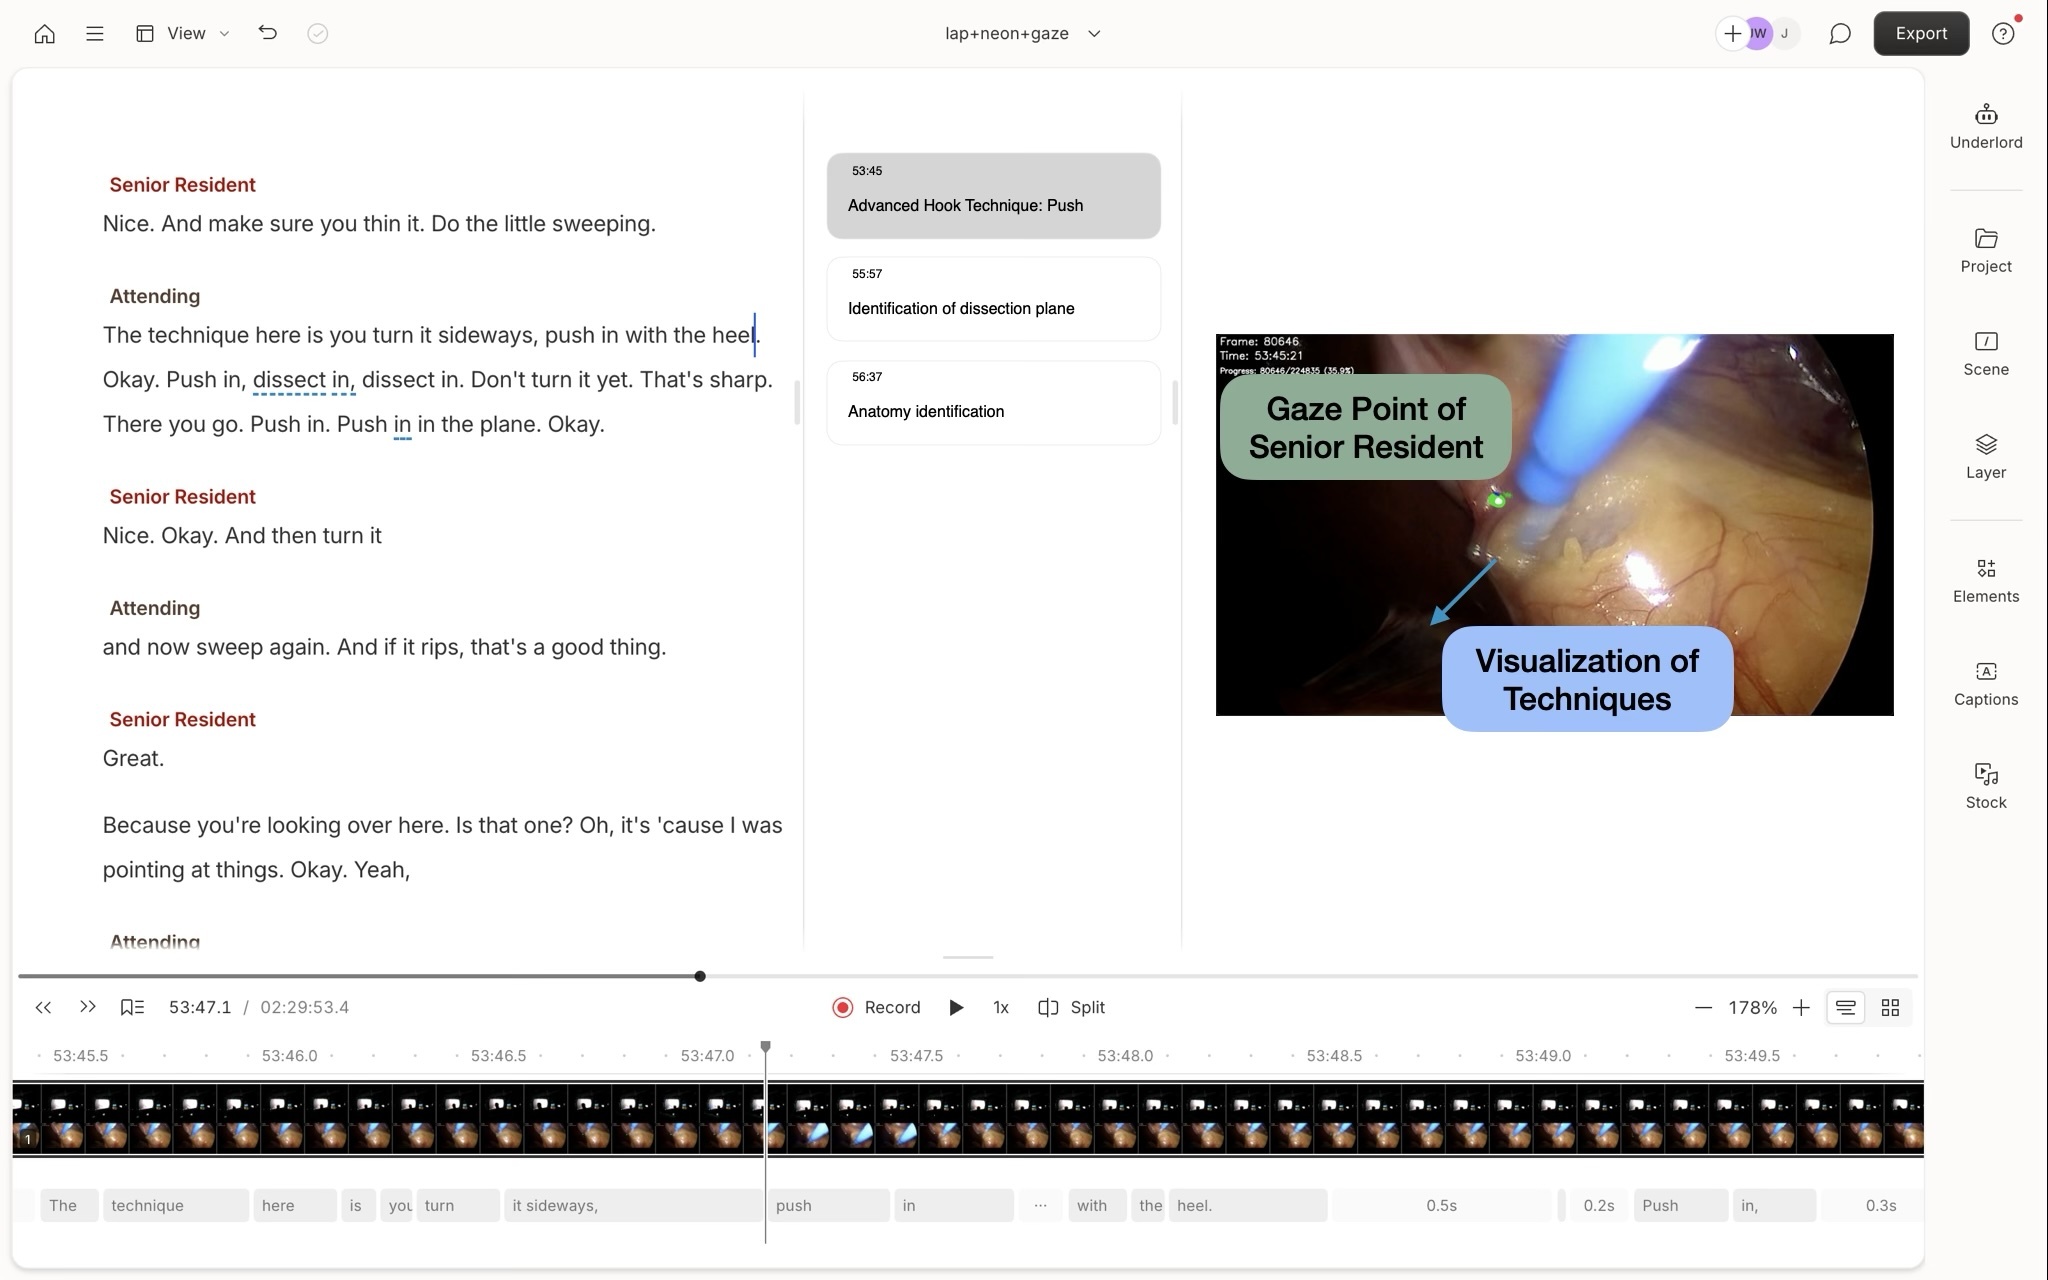 View
lap+neon+gaze
JW
J
Export
Underlord
Project
Scene
Layer
Elements
Captions
Stock
Senior Resident
Nice. And make sure you thin it. Do the little sweeping.
Attending
The technique here is you turn it sideways, push in with the heel.
Okay. Push in, dissect in, dissect in. Don't turn it yet. That's sharp.
There you go. Push in. Push in in the plane. Okay.
Senior Resident
Nice. Okay. And then turn it
Attending
and now sweep again. And if it rips, that's a good thing.
Senior Resident
Great.
Because you're looking over here. Is that one? Oh, it's 'cause I was
pointing at things. Okay. Yeah,
Attending
53:45
Advanced Hook Technique: Push
55:57
Identification of dissection plane
56:37
Anatomy identification
Frame: 80646
Time: 53:45:21
Progress: 80646/224835 (35.9%)
Gaze Point of
Senior Resident
Visualization of
Techniques
53:47.1 / 02:29:53.4
Record
1x
Split
178%
53:45.5 53:46.0 53:46.5 53:47.0 53:47.5 53:48.0 53:48.5 53:49.0 53:49.5
1
The technique here is you turn it sideways, push in ... with the heel. 0.5s 0.2s Push in, 0.3s